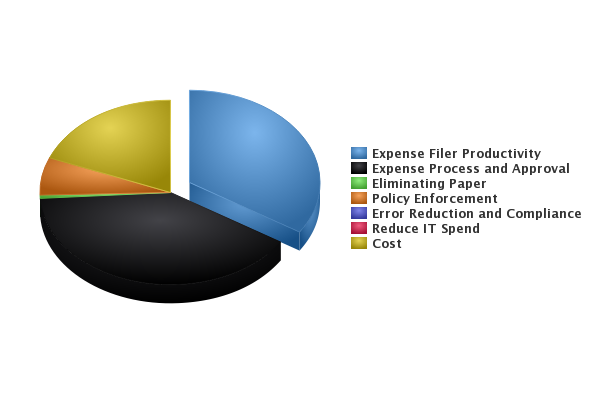 Expense Filer Productivity
Expense Process and Approval
Eliminating Paper
Policy Enforcement
Error Reduction and Compliance
Reduce IT Spend
Cost